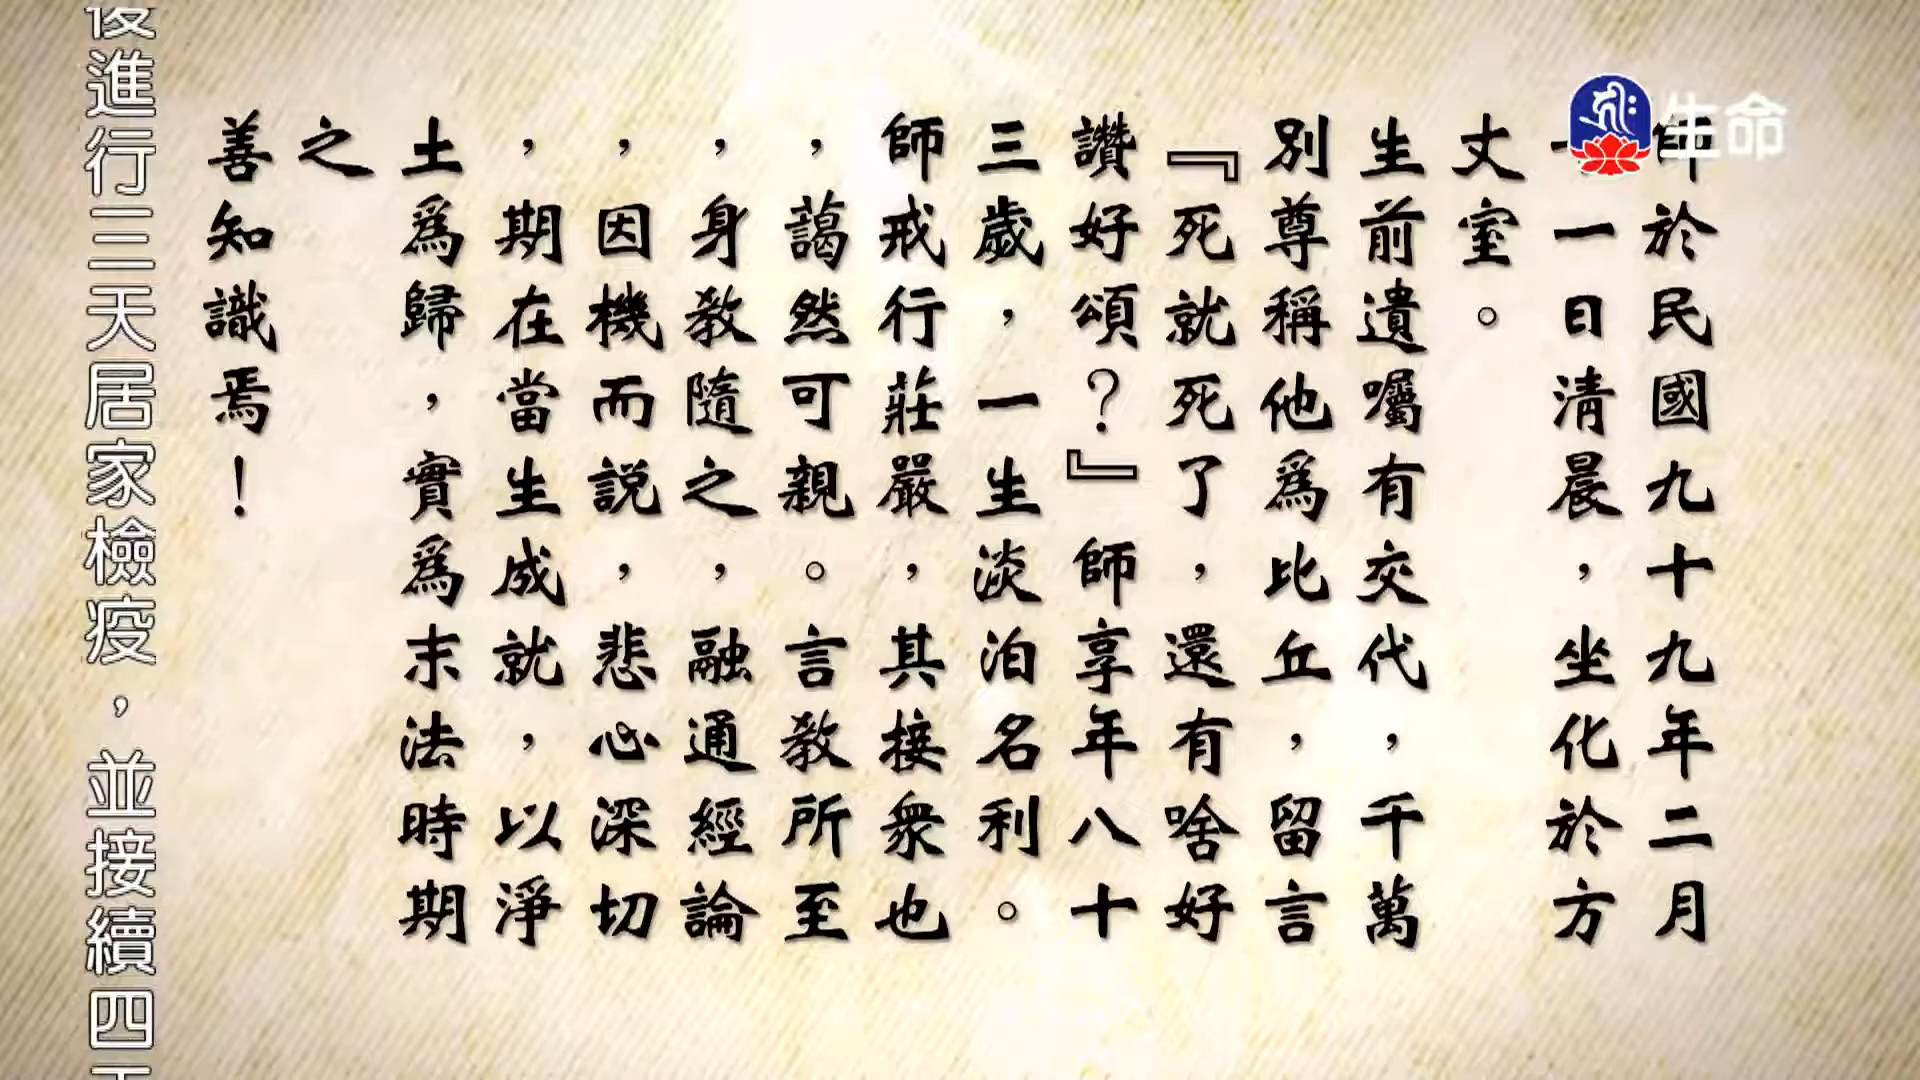 師於民國九十九年二月
一日清晨，坐化於方
丈室。
生前遺囑有交代，千萬
別尊稱他為比丘，留言
『死就死了，還有啥好
讚好頌？』師享年八十
三歲，一生淡泊名利。
師戒行莊嚴，其接眾也
，藹然可親。言教所至
，身教隨之，融通經論
，因機而說，悲心深切
，期在當生成就，以淨
土為歸，實為末法時期
之
善知識焉！
生命
後進行三天居家檢疫，並接續四天